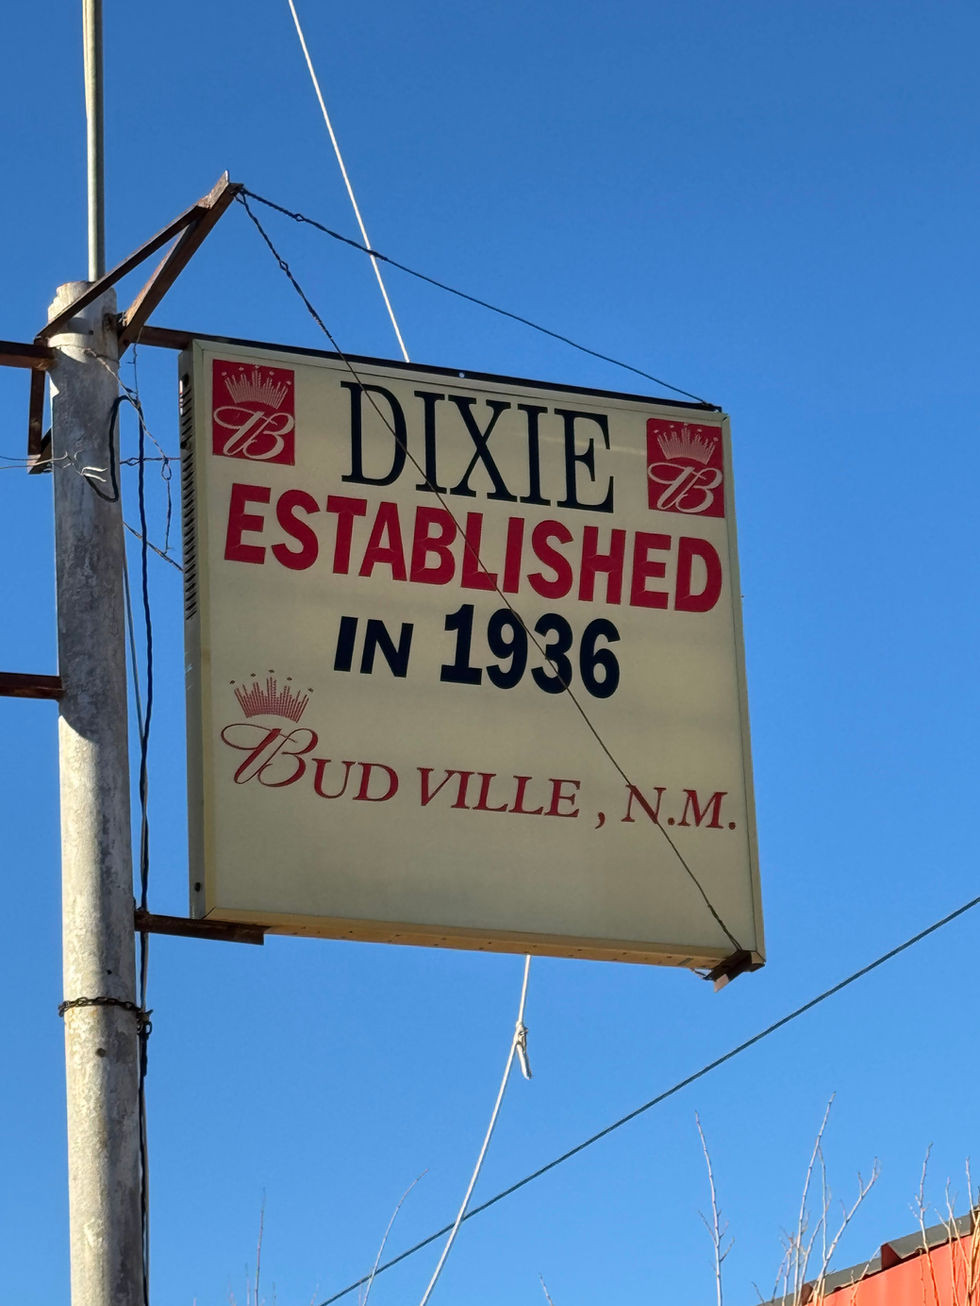 B DIXIE B
ESTABLISHED
IN 1936
BUD VILLE, N.M.